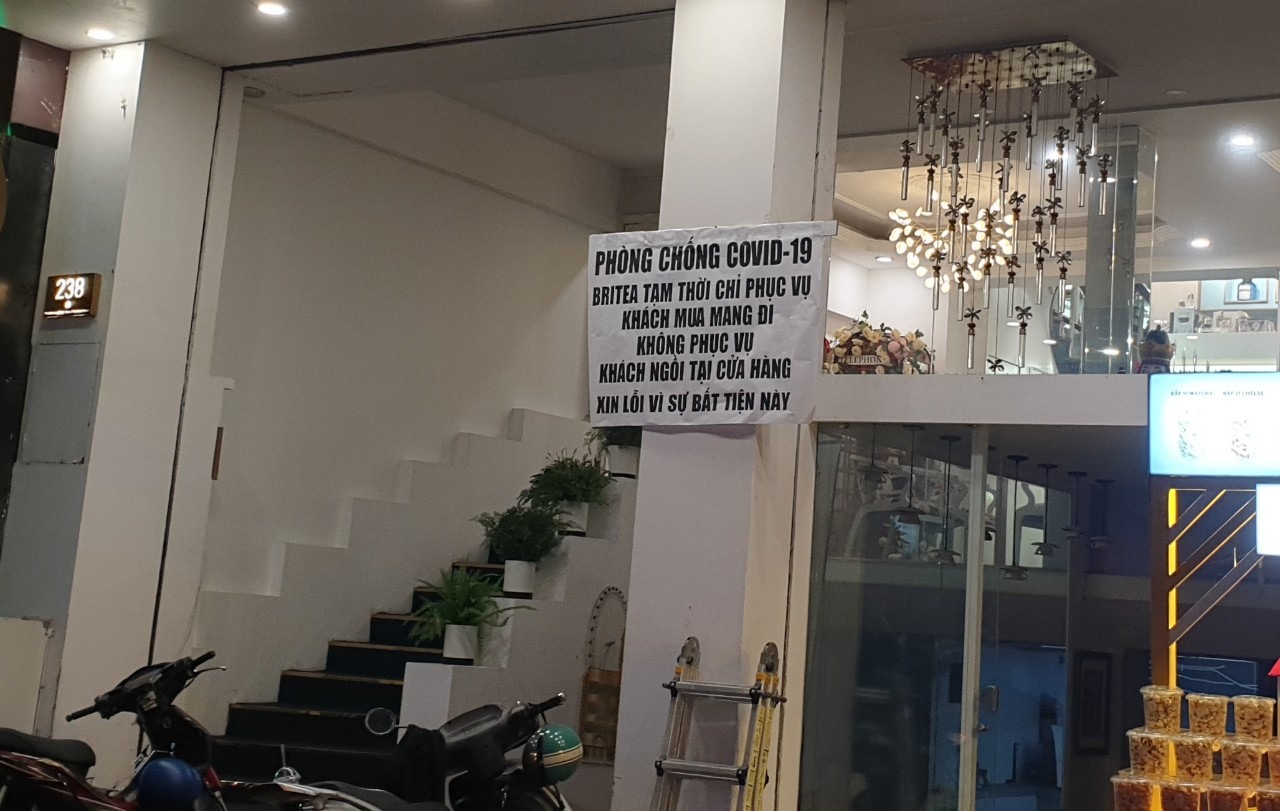 238
PHÒNG CHỐNG COVID-19
BRITEA TẠM THỜI CHỈ PHỤC VỤ
KHÁCH MUA MANG ĐI
KHÔNG PHỤC VỤ
KHÁCH NGỒI TẠI CỬA HÀNG
XIN LỖI VÌ SỰ BẤT TIỆN NÀY
TELEPHONE